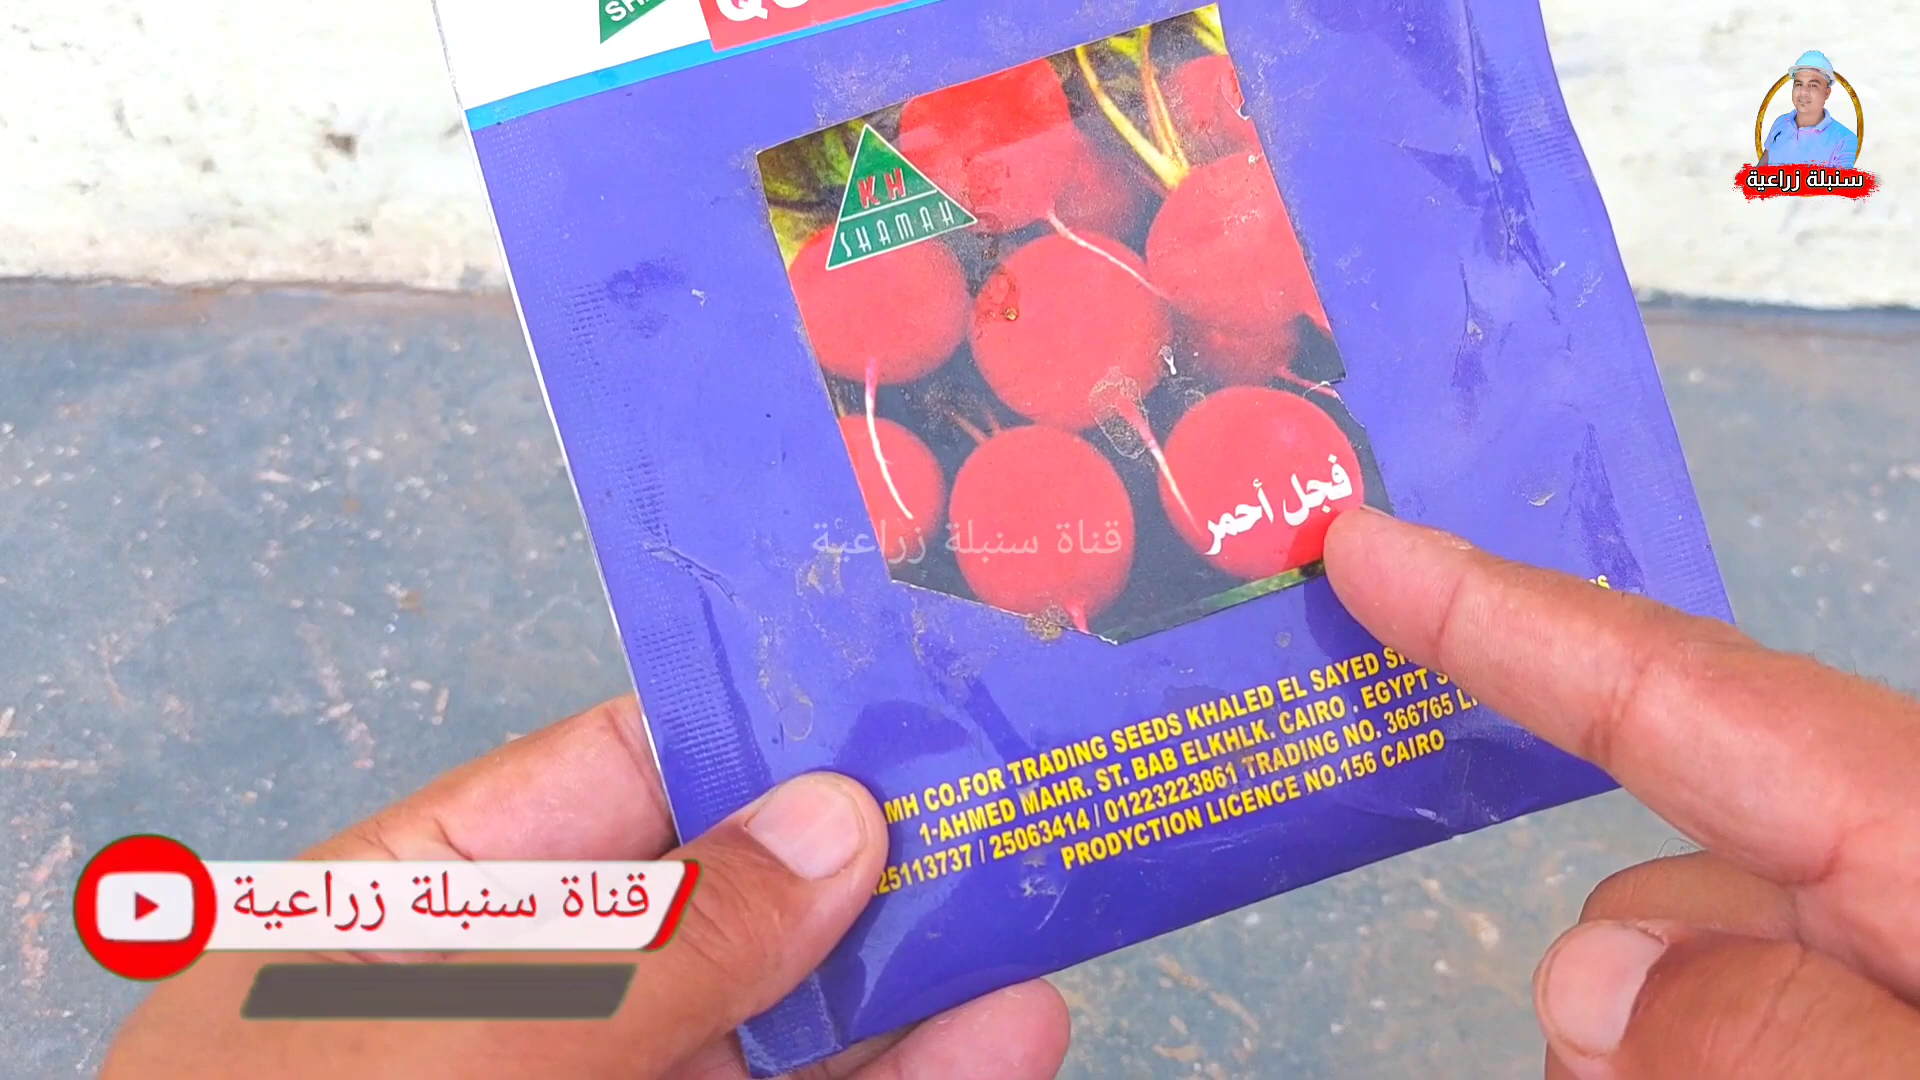 سنبلة زراعية
KH
SHAMAH
فجل أحمر
قناة سنبلة زراعية
MH CO.FOR TRADING SEEDS KHALED EL SAYED
1-AHMED MAHR. ST. BAB ELKHLK. CAIRO . EGYPT
25113737 / 25063414 / 01223223861 TRADING NO. 366765
PRODYCTION LICENCE NO.156 CAIRO
قناة سنبلة زراعية